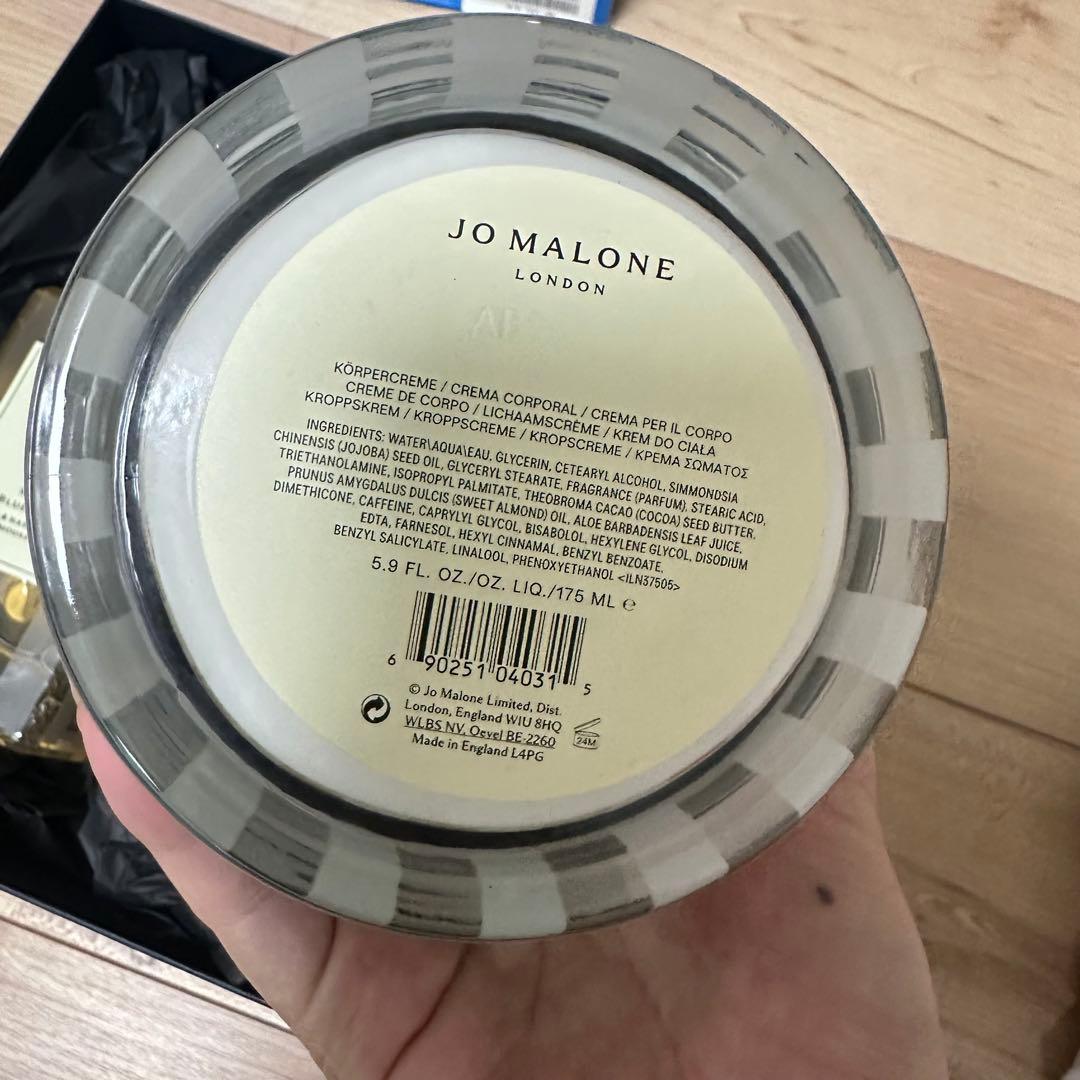 JO MALONE
LONDON
KÖRPERCREME / CREMA CORPORAL / CREMA PER IL CORPO
CREME DE CORPO / LICHAAMSCRÈME / KREM DO CIAŁA
KROPPSKREM / KROPPSCREME / KROPSCREME / ΚΡΕΜΑ ΣΩΜΑΤΟΣ
INGREDIENTS: WATER\AQUA\EAU, GLYCERIN, CETEARYL ALCOHOL, SIMMONDSIA
CHINENSIS (JOJOBA) SEED OIL, GLYCERYL STEARATE, FRAGRANCE (PARFUM), STEARIC ACID,
TRIETHANOLAMINE, ISOPROPYL PALMITATE, THEOBROMA CACAO (COCOA) SEED BUTTER,
PRUNUS AMYGDALUS DULCIS (SWEET ALMOND) OIL, ALOE BARBADENSIS LEAF JUICE,
DIMETHICONE, CAFFEINE, CAPRYLYL GLYCOL, BISABOLOL, HEXYLENE GLYCOL, DISODIUM
EDTA, FARNESOL, HEXYL CINNAMAL, BENZYL BENZOATE,
BENZYL SALICYLATE, LINALOOL, PHENOXYETHANOL <ILN37505>
5.9 FL. OZ./OZ. LIQ./175 ML ℮
6 90251 04031 5
© Jo Malone Limited, Dist.
London, England W1U 8HQ
WLBS NV, Oevel BE-2260
Made in England L4PG
24M